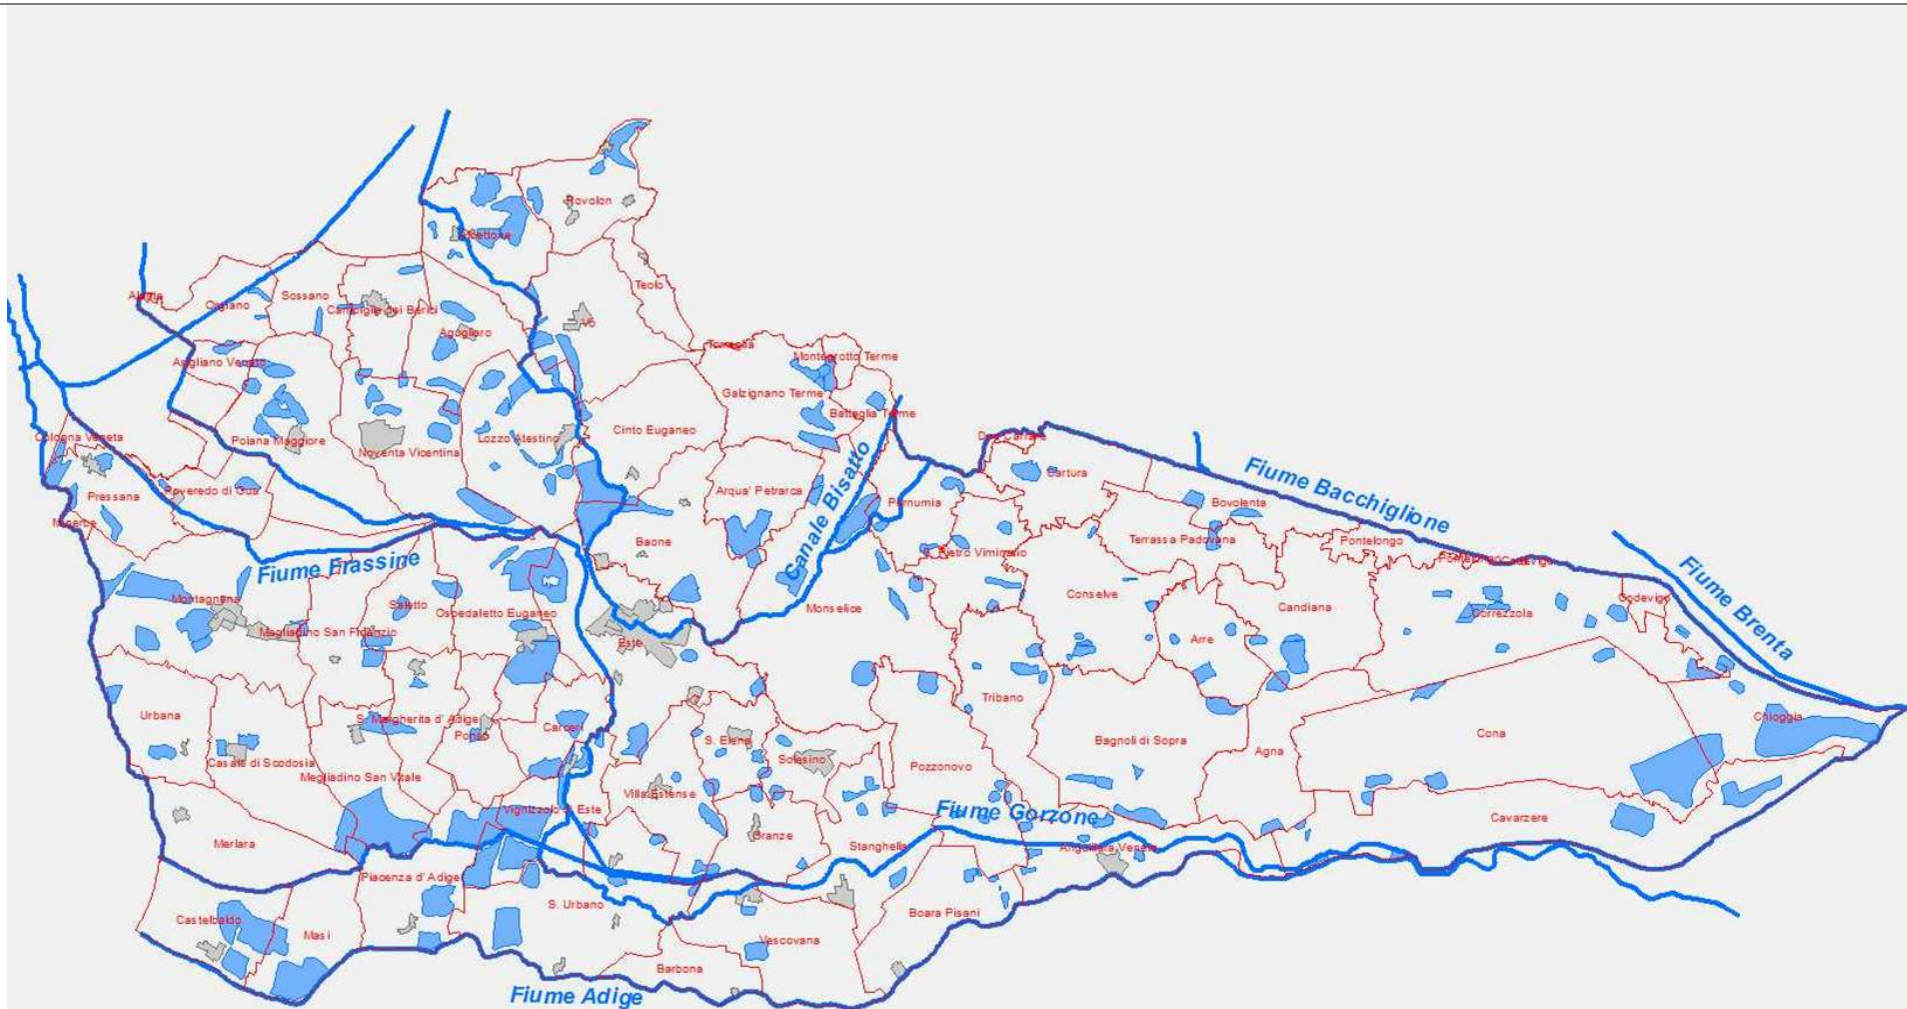 Rovolon
Teolo
Albettone
Orgiano
Sossano
Campiglia dei Berici
Agugliaro
Vò
Torreglia
Montegrotto Terme
Asigliano Veneto
Galzignano Terme
Battaglia Terme
Cologna Veneta
Poiana Maggiore
Noventa Vicentina
Lozzo Atestino
Cinto Euganeo
Due Carrare
Cartura
Fiume Bacchiglione
Pressana
Roveredo di Guà
Arqua' Petrarca
Canale Bisatto
Pernumia
Bovolenta
Minerbe
Baone
S. Pietro Viminario
Terrassa Padovana
Pontelongo
Fiume Frassine
Codevigo
Fiume Brenta
Montagnana
Saletto
Ospedaletto Euganeo
Monselice
Conselve
Candiana
Correzzola
Codevigo
Megliadino San Fidenzio
Este
Arre
Urbana
S. Margherita d' Adige
Ponso
Carceri
Tribano
Chioggia
Casale di Scodosia
Megliadino San Vitale
S. Elena
Solesino
Pozzonovo
Bagnoli di Sopra
Agna
Cona
Vighizzolo d' Este
Villa Estense
Fiume Gorzone
Cavarzere
Merlara
Granze
Stanghella
Anguillara Veneta
Piacenza d' Adige
Castelbaldo
Masi
S. Urbano
Boara Pisani
Vescovana
Barbona
Fiume Adige